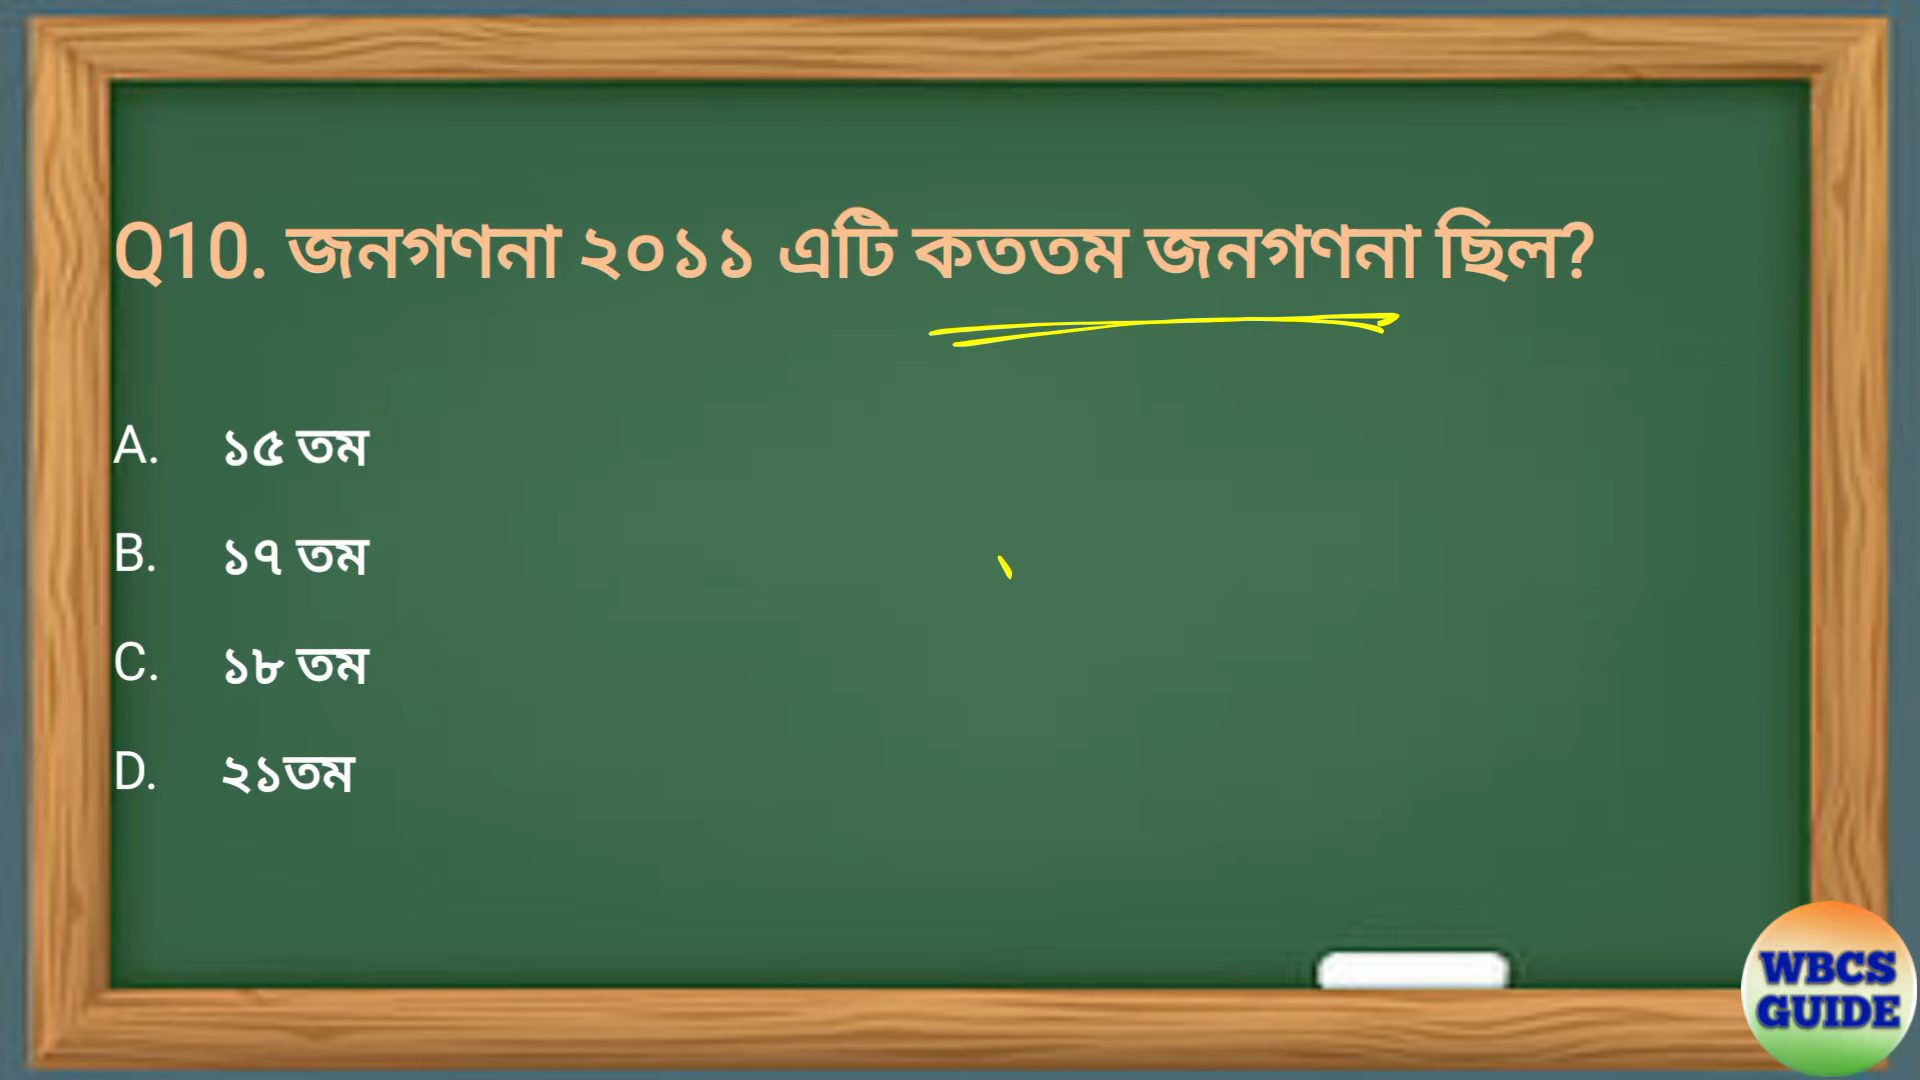 Q10. জনগণনা ২০১১ এটি কততম জনগণনা ছিল?
A. ১৫ তম
B. ১৭ তম
C. ১৮ তম
D. ২১তম
WBCS
GUIDE